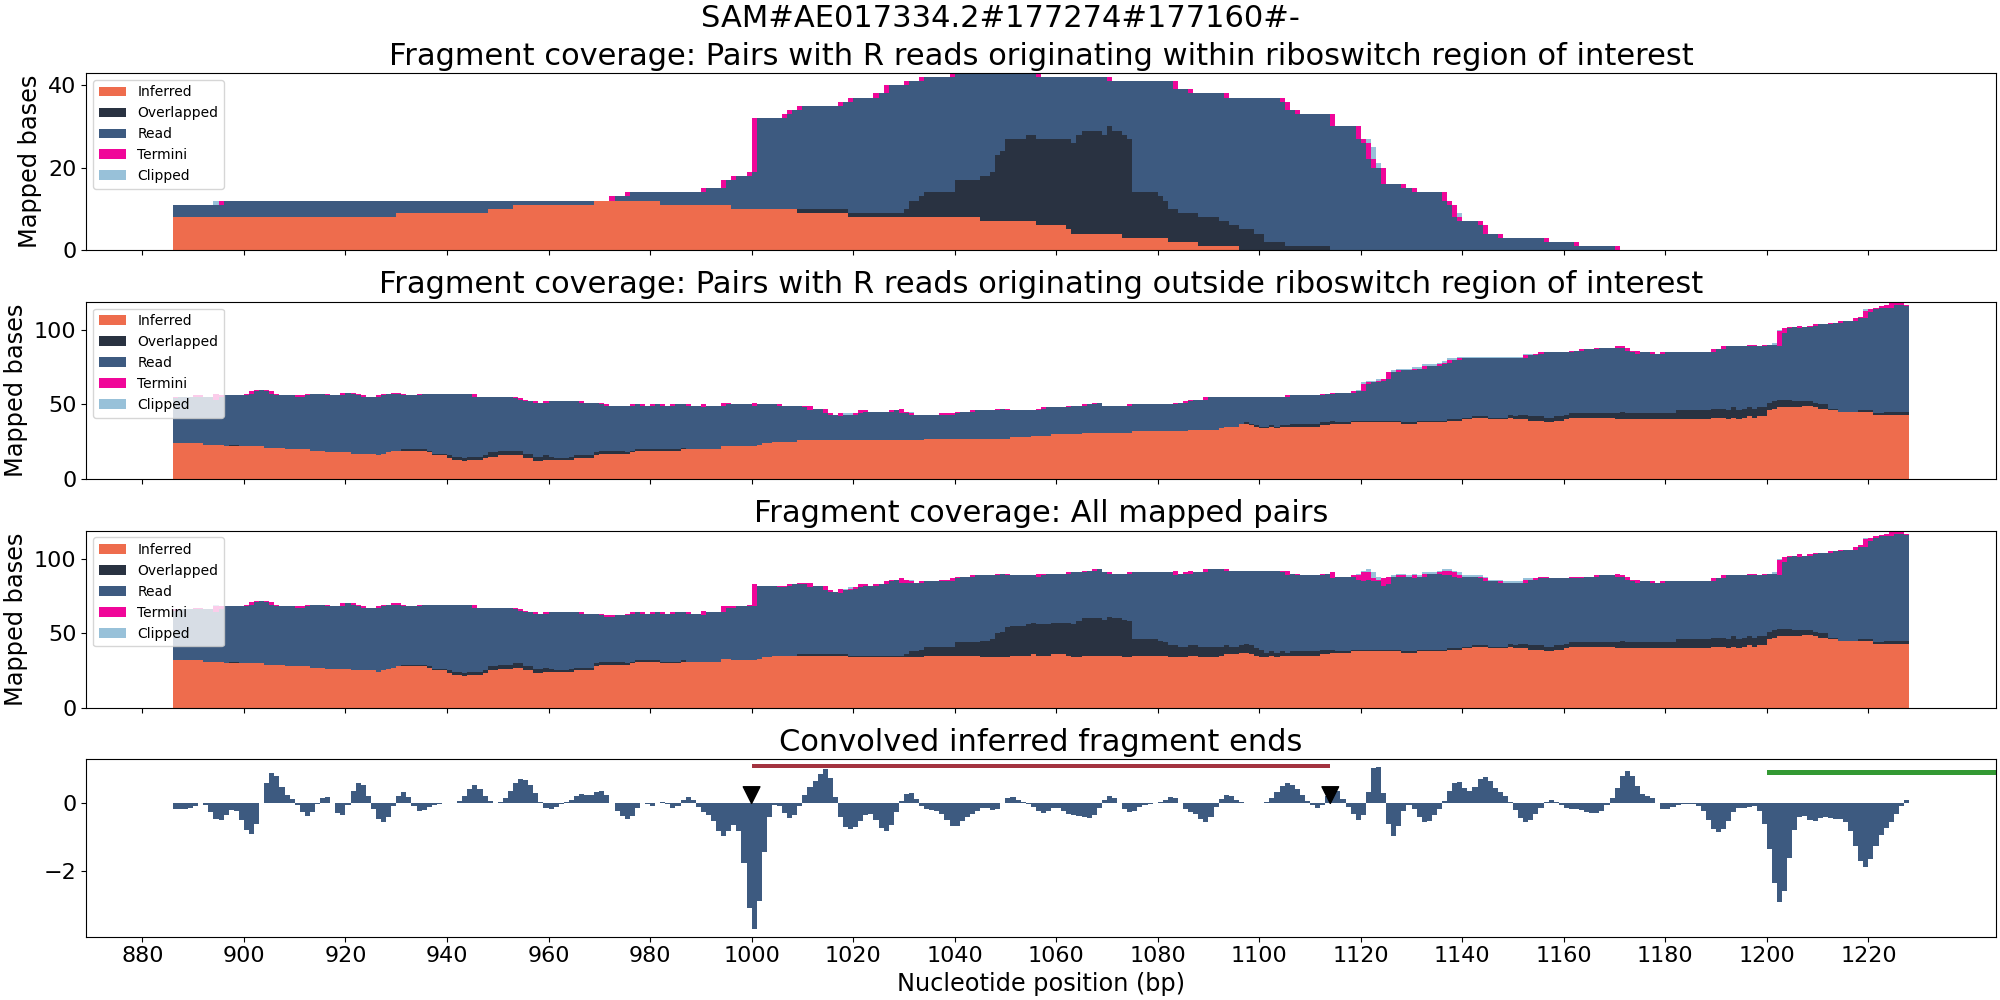 SAM#AE017334.2#177274#177160#-
Fragment coverage: Pairs with R reads originating within riboswitch region of interest
Mapped bases
40
20
0
Inferred
Overlapped
Read
Termini
Clipped
Fragment coverage: Pairs with R reads originating outside riboswitch region of interest
Mapped bases
100
50
0
Inferred
Overlapped
Read
Termini
Clipped
Fragment coverage: All mapped pairs
Mapped bases
100
50
0
Inferred
Overlapped
Read
Termini
Clipped
Convolved inferred fragment ends
0
−2
880 900 920 940 960 980 1000 1020 1040 1060 1080 1100 1120 1140 1160 1180 1200 1220
Nucleotide position (bp)